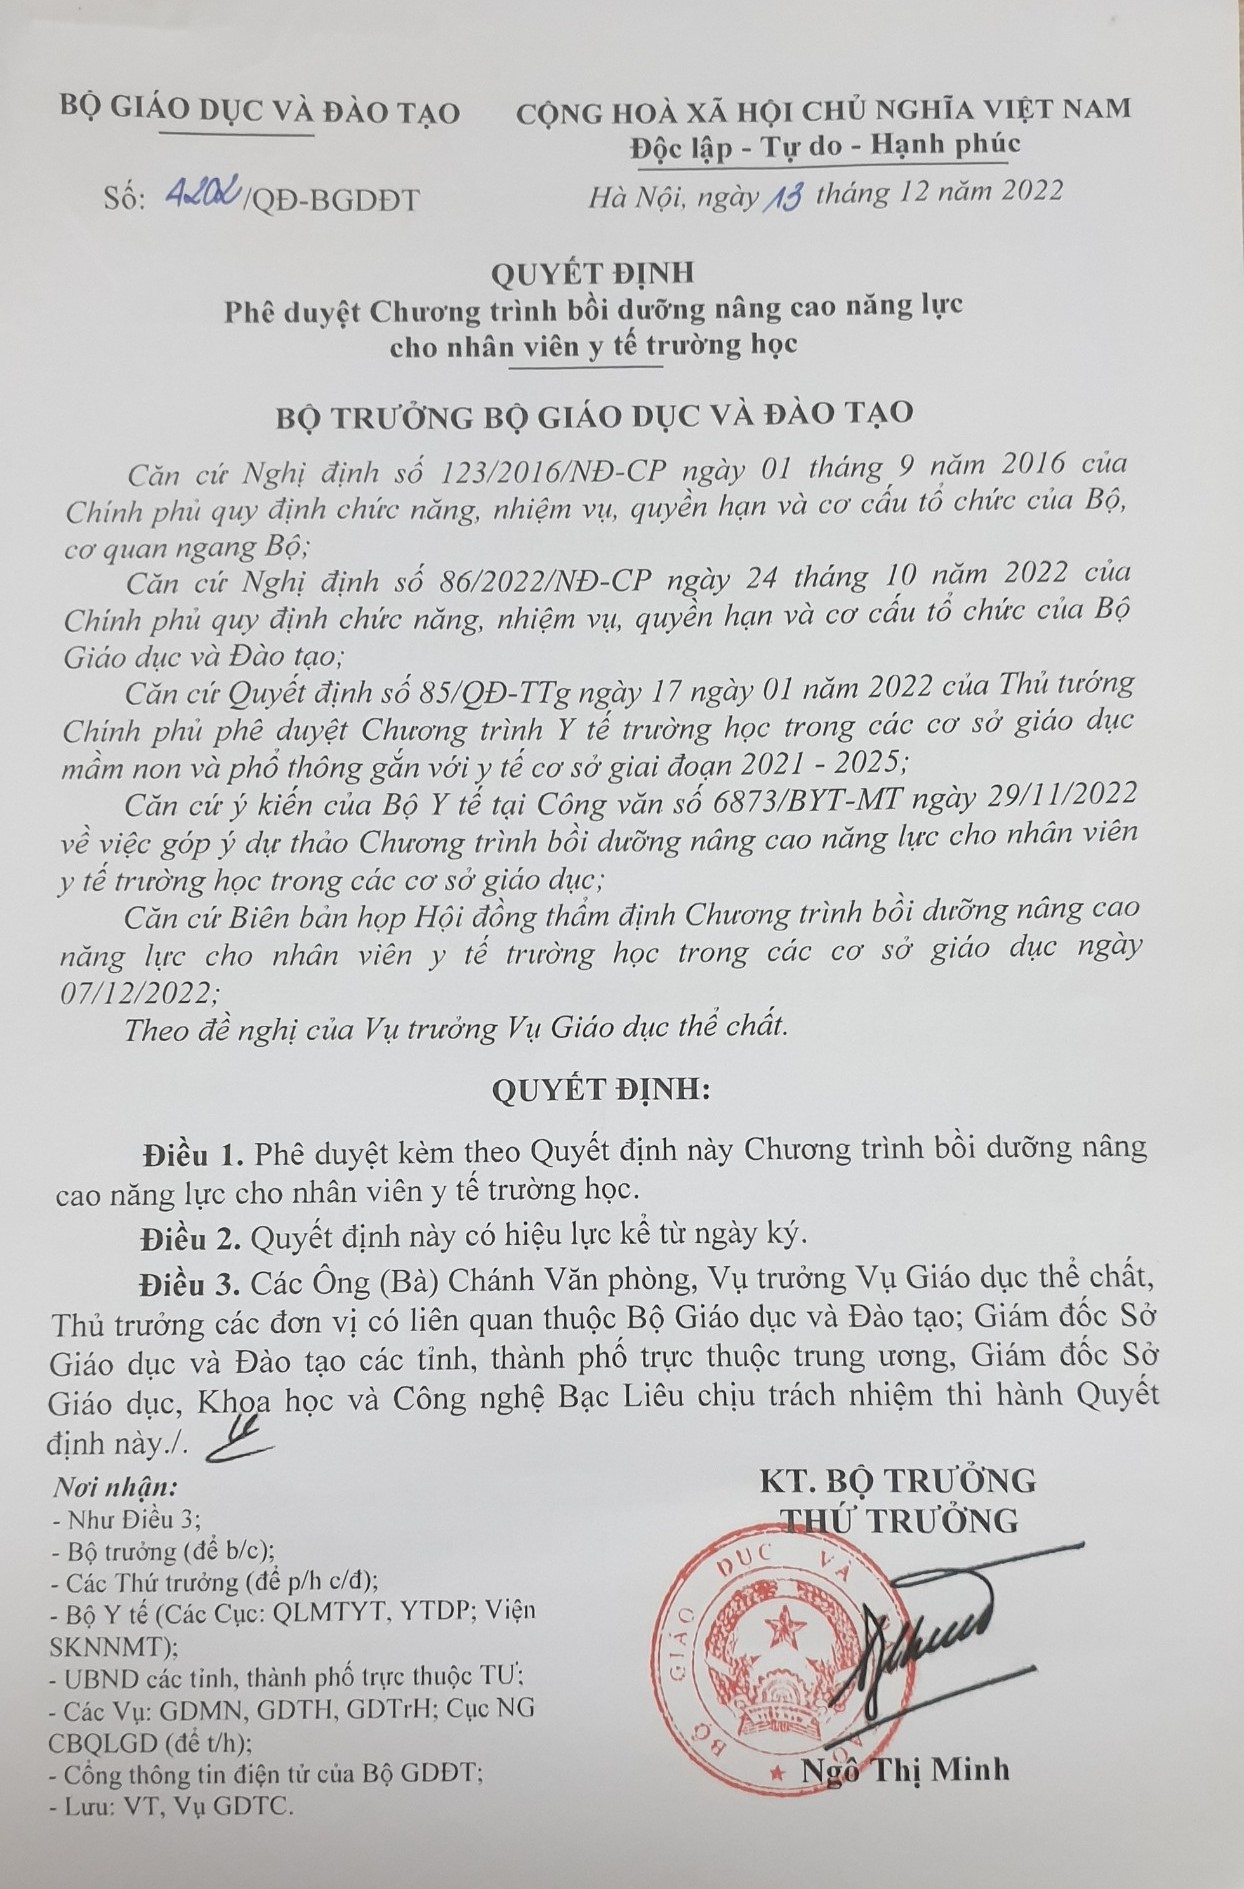 BỘ GIÁO DỤC VÀ ĐÀO TẠO
CỘNG HOÀ XÃ HỘI CHỦ NGHĨA VIỆT NAM
Độc lập - Tự do - Hạnh phúc
Số: 4202/QĐ-BGDĐT
Hà Nội, ngày 13 tháng 12 năm 2022
QUYẾT ĐỊNH
Phê duyệt Chương trình bồi dưỡng nâng cao năng lực
cho nhân viên y tế trường học
BỘ TRƯỞNG BỘ GIÁO DỤC VÀ ĐÀO TẠO
Căn cứ Nghị định số 123/2016/NĐ-CP ngày 01 tháng 9 năm 2016 của
Chính phủ quy định chức năng, nhiệm vụ, quyền hạn và cơ cấu tổ chức của Bộ,
cơ quan ngang Bộ;
Căn cứ Nghị định số 86/2022/NĐ-CP ngày 24 tháng 10 năm 2022 của
Chính phủ quy định chức năng, nhiệm vụ, quyền hạn và cơ cấu tổ chức của Bộ
Giáo dục và Đào tạo;
Căn cứ Quyết định số 85/QĐ-TTg ngày 17 ngày 01 năm 2022 của Thủ tướng
Chính phủ phê duyệt Chương trình Y tế trường học trong các cơ sở giáo dục
mầm non và phổ thông gắn với y tế cơ sở giai đoạn 2021 - 2025;
Căn cứ ý kiến của Bộ Y tế tại Công văn số 6873/BYT-MT ngày 29/11/2022
về việc góp ý dự thảo Chương trình bồi dưỡng nâng cao năng lực cho nhân viên
y tế trường học trong các cơ sở giáo dục;
Căn cứ Biên bản họp Hội đồng thẩm định Chương trình bồi dưỡng nâng cao
năng lực cho nhân viên y tế trường học trong các cơ sở giáo dục ngày
07/12/2022;
Theo đề nghị của Vụ trưởng Vụ Giáo dục thể chất.
QUYẾT ĐỊNH:
Điều 1. Phê duyệt kèm theo Quyết định này Chương trình bồi dưỡng nâng
cao năng lực cho nhân viên y tế trường học.
Điều 2. Quyết định này có hiệu lực kể từ ngày ký.
Điều 3. Các Ông (Bà) Chánh Văn phòng, Vụ trưởng Vụ Giáo dục thể chất,
Thủ trưởng các đơn vị có liên quan thuộc Bộ Giáo dục và Đào tạo; Giám đốc Sở
Giáo dục và Đào tạo các tỉnh, thành phố trực thuộc trung ương, Giám đốc Sở
Giáo dục, Khoa học và Công nghệ Bạc Liêu chịu trách nhiệm thi hành Quyết
định này./.
Nơi nhận:
- Như Điều 3;
- Bộ trưởng (để b/c);
- Các Thứ trưởng (để p/h c/đ);
- Bộ Y tế (Các Cục: QLMTYT, YTDP; Viện
SKNNMT);
- UBND các tỉnh, thành phố trực thuộc TƯ;
- Các Vụ: GDMN, GDTH, GDTrH; Cục NG
CBQLGD (để t/h);
- Cổng thông tin điện tử của Bộ GDĐT;
- Lưu: VT, Vụ GDTC.
KT. BỘ TRƯỞNG
THỨ TRƯỞNG
BỘ GIÁO DỤC VÀ ĐÀO TẠO
Ngô Thị Minh